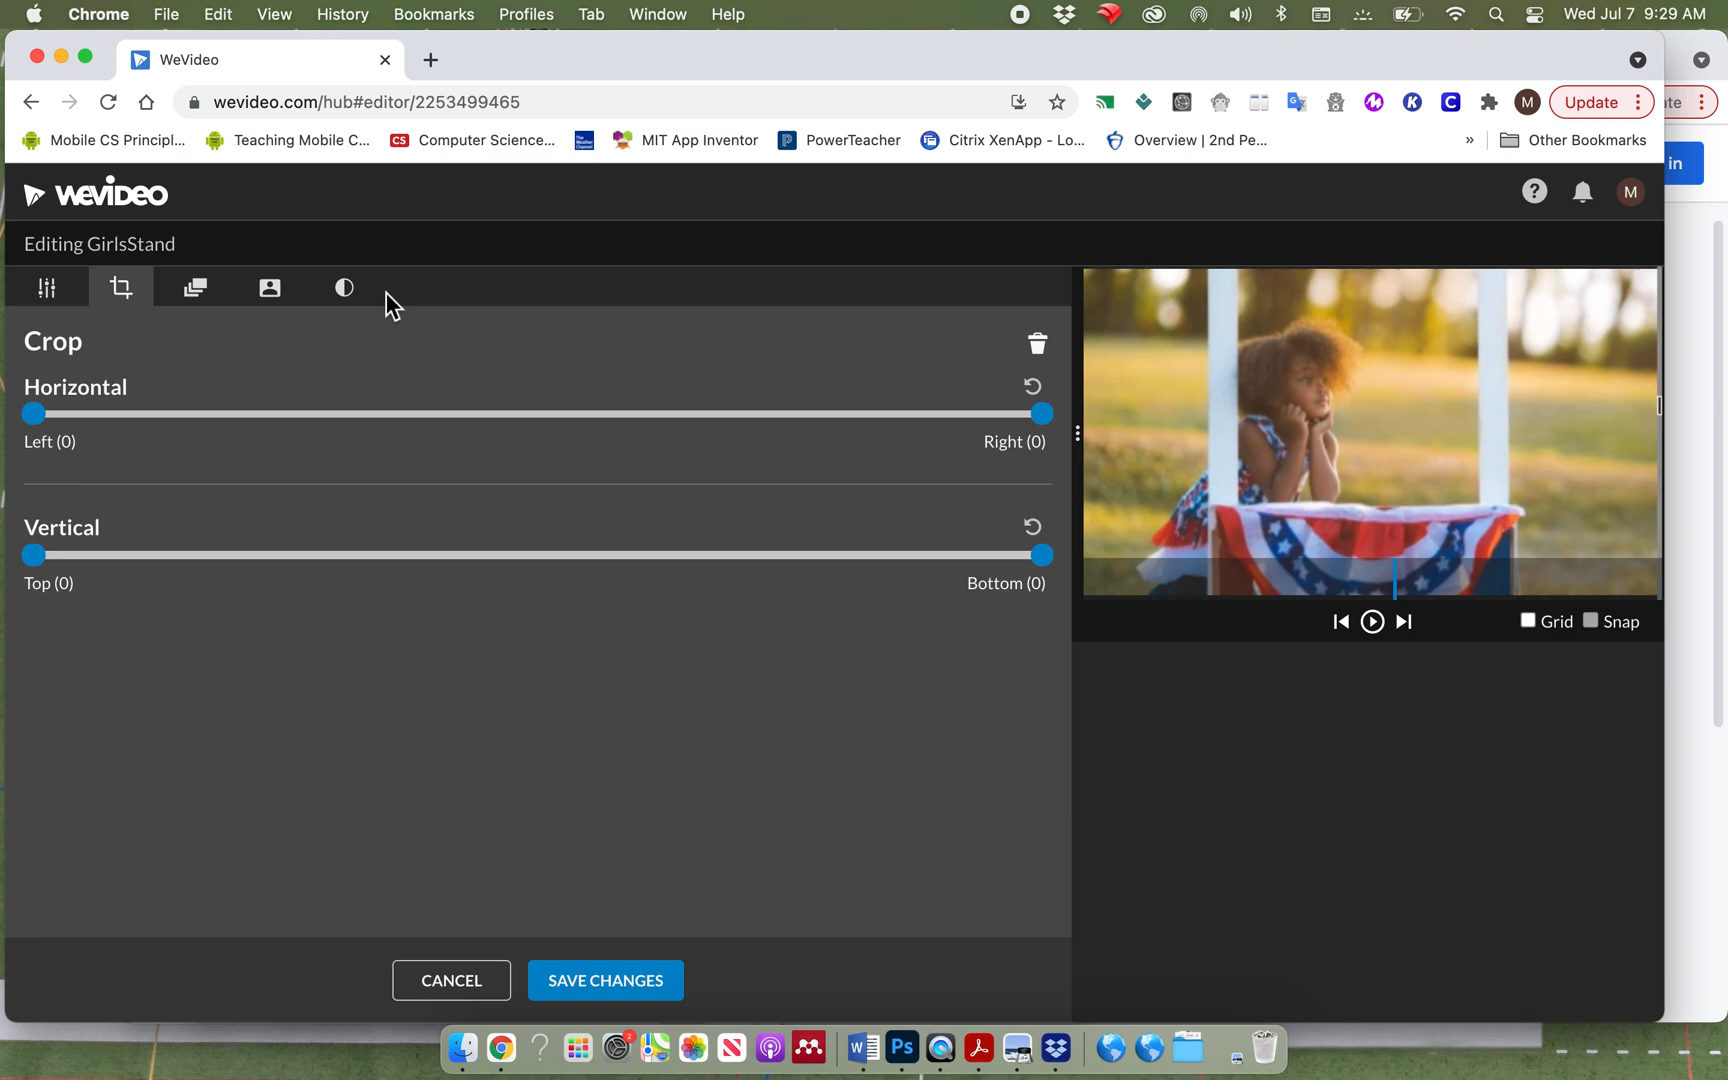 Chrome File Edit View History Bookmarks Profiles Tab Window Help Wed Jul 7 9:29 AM
WeVideo
wevideo.com/hub#editor/2253499465 M Update
Mobile CS Principl... Teaching Mobile C... CS Computer Science... MIT App Inventor PowerTeacher Citrix XenApp - Lo... Overview | 2nd Pe... » Other Bookmarks
in
WEVIDEO ? M
Editing GirlsStand
Crop
Horizontal
Left (0) Right (0)
Vertical
Top (0) Bottom (0)
Grid Snap
CANCEL SAVE CHANGES